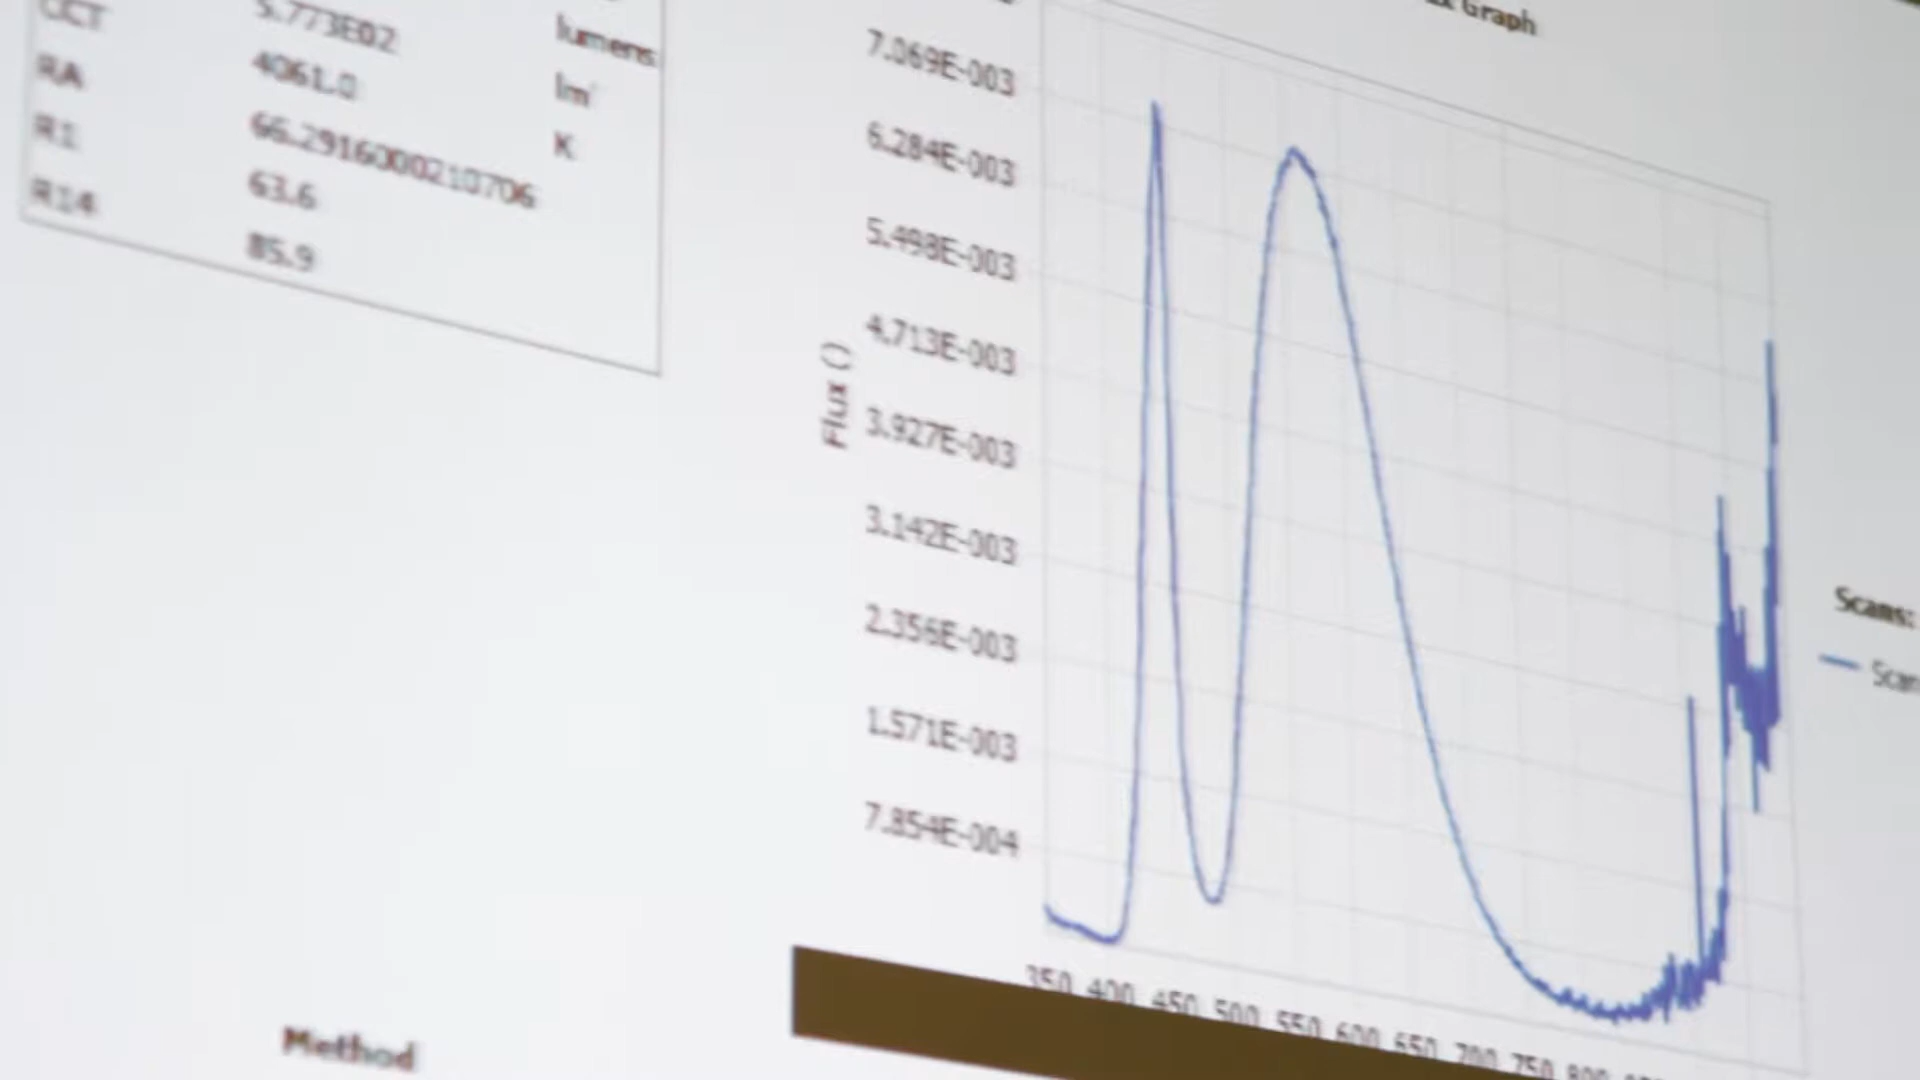 CCT 5.773E02 lumens
RA 4061.0 lm
R1 66.2916000210706 K
R14 63.6
85.9
Graph
7.069E-003
6.284E-003
5.498E-003
4.713E-003
3.927E-003
3.142E-003
2.356E-003
1.571E-003
7.854E-004
Flux ()
350 400 450 500 550 600 650 700 750 800
Scans:
Scan
Method